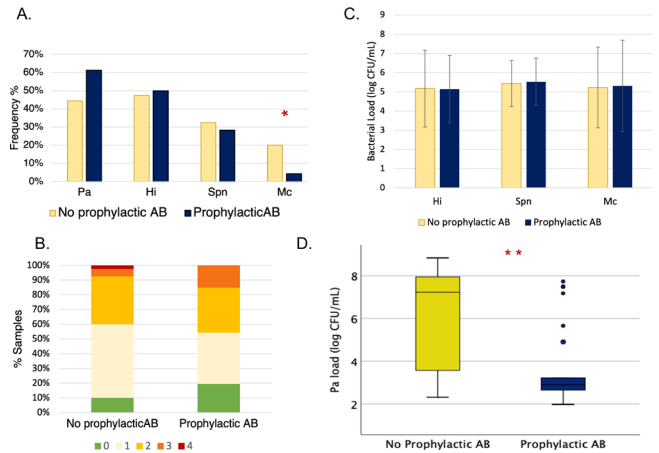 A.
70%
60%
50%
40%
30%
20%
10%
0%
Frequency %
*
Pa Hi Spn Mc
No prophylactic AB ProphylacticAB
B.
100%
90%
80%
70%
60%
50%
40%
30%
20%
10%
0%
% Samples
No prophylacticAB Prophylactic AB
0 1 2 3 4
C.
9
8
7
6
5
4
3
2
1
0
Bacterial Load (log CFU/mL)
Hi Spn Mc
No prophylactic AB Prophylactic AB
D.
**
8
6
4
2
Pa load (log CFU/mL)
No Prophylactic AB Prophylactic AB